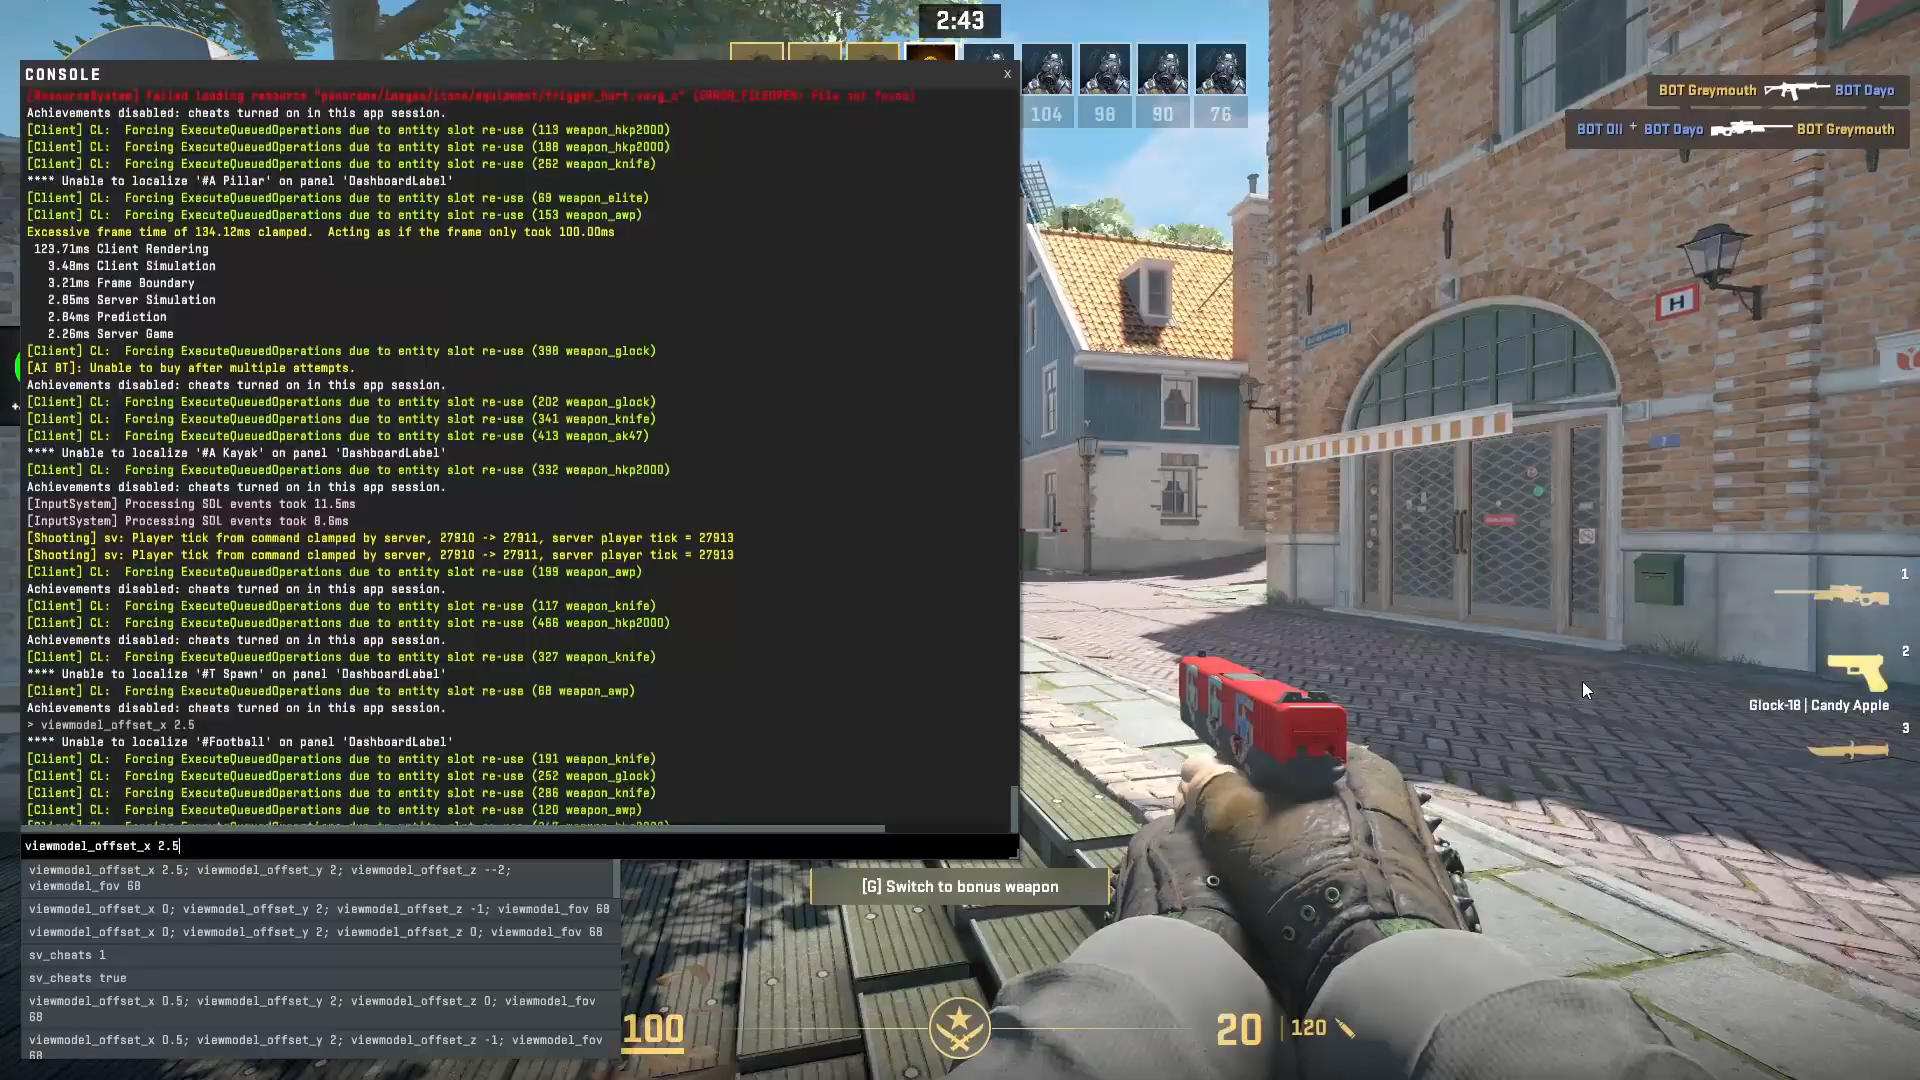 2:43
CONSOLE
X
[ResourceSystem] Failed loading resource "panorama/images/icons/equipment/trigger_hurt.vsvg_c" (ERROR_FILEOPEN: File not found)
Achievements disabled: cheats turned on in this app session.
[Client] CL:  Forcing ExecuteQueuedOperations due to entity slot re-use (113 weapon_hkp2000)
[Client] CL:  Forcing ExecuteQueuedOperations due to entity slot re-use (188 weapon_hkp2000)
[Client] CL:  Forcing ExecuteQueuedOperations due to entity slot re-use (262 weapon_knife)
**** Unable to localize '#A Pillar' on panel 'DashboardLabel'
[Client] CL:  Forcing ExecuteQueuedOperations due to entity slot re-use (69 weapon_elite)
[Client] CL:  Forcing ExecuteQueuedOperations due to entity slot re-use (153 weapon_awp)
Excessive frame time of 134.12ms clamped.  Acting as if the frame only took 100.00ms
123.71ms Client Rendering
3.48ms Client Simulation
3.21ms Frame Boundary
2.85ms Server Simulation
2.84ms Prediction
2.26ms Server Game
[Client] CL:  Forcing ExecuteQueuedOperations due to entity slot re-use (398 weapon_glock)
[AI BT]: Unable to buy after multiple attempts.
Achievements disabled: cheats turned on in this app session.
[Client] CL:  Forcing ExecuteQueuedOperations due to entity slot re-use (202 weapon_glock)
[Client] CL:  Forcing ExecuteQueuedOperations due to entity slot re-use (341 weapon_knife)
[Client] CL:  Forcing ExecuteQueuedOperations due to entity slot re-use (413 weapon_ak47)
**** Unable to localize '#A Kayak' on panel 'DashboardLabel'
[Client] CL:  Forcing ExecuteQueuedOperations due to entity slot re-use (332 weapon_hkp2000)
Achievements disabled: cheats turned on in this app session.
[InputSystem] Processing SDL events took 11.5ms
[InputSystem] Processing SDL events took 8.6ms
[Shooting] sv: Player tick from command clamped by server, 27910 -> 27911, server player tick = 27913
[Shooting] sv: Player tick from command clamped by server, 27910 -> 27911, server player tick = 27913
[Client] CL:  Forcing ExecuteQueuedOperations due to entity slot re-use (199 weapon_awp)
Achievements disabled: cheats turned on in this app session.
[Client] CL:  Forcing ExecuteQueuedOperations due to entity slot re-use (117 weapon_knife)
[Client] CL:  Forcing ExecuteQueuedOperations due to entity slot re-use (466 weapon_hkp2000)
Achievements disabled: cheats turned on in this app session.
[Client] CL:  Forcing ExecuteQueuedOperations due to entity slot re-use (327 weapon_knife)
**** Unable to localize '#T Spawn' on panel 'DashboardLabel'
[Client] CL:  Forcing ExecuteQueuedOperations due to entity slot re-use (68 weapon_awp)
Achievements disabled: cheats turned on in this app session.
> viewmodel_offset_x 2.5
**** Unable to localize '#Football' on panel 'DashboardLabel'
[Client] CL:  Forcing ExecuteQueuedOperations due to entity slot re-use (191 weapon_knife)
[Client] CL:  Forcing ExecuteQueuedOperations due to entity slot re-use (252 weapon_glock)
[Client] CL:  Forcing ExecuteQueuedOperations due to entity slot re-use (286 weapon_knife)
[Client] CL:  Forcing ExecuteQueuedOperations due to entity slot re-use (120 weapon_awp)
viewmodel_offset_x 2.5
viewmodel_offset_x 2.5; viewmodel_offset_y 2; viewmodel_offset_z --2;
viewmodel_fov 68
viewmodel_offset_x 0; viewmodel_offset_y 2; viewmodel_offset_z -1; viewmodel_fov 68
viewmodel_offset_x 0; viewmodel_offset_y 2; viewmodel_offset_z 0; viewmodel_fov 68
sv_cheats 1
sv_cheats true
viewmodel_offset_x 0.5; viewmodel_offset_y 2; viewmodel_offset_z 0; viewmodel_fov
68
viewmodel_offset_x 0.5; viewmodel_offset_y 2; viewmodel_offset_z -1; viewmodel_fov
68
104 98 90 76
BOT Greymouth BOT Dayo
BOT Oli + BOT Dayo BOT Greymouth
H
1
2
Glock-18 | Candy Apple
3
[G] Switch to bonus weapon
100
20 | 120